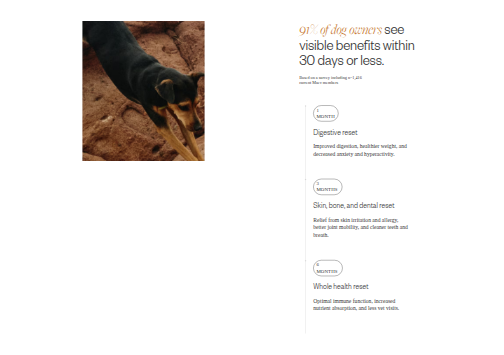 91% of dog owners see
visible benefits within
30 days or less.
1
MONTH
Digestive reset
Improved digestion, healthier weight, and
decreased anxiety and hyperactivity.
3
MONTHS
Skin, bone, and dental reset
Relief from skin irritation and allergy,
better joint mobility, and cleaner teeth and
breath.
6
MONTHS
Whole health reset
Optimal immune function, increased
nutrient absorption, and less vet visits.